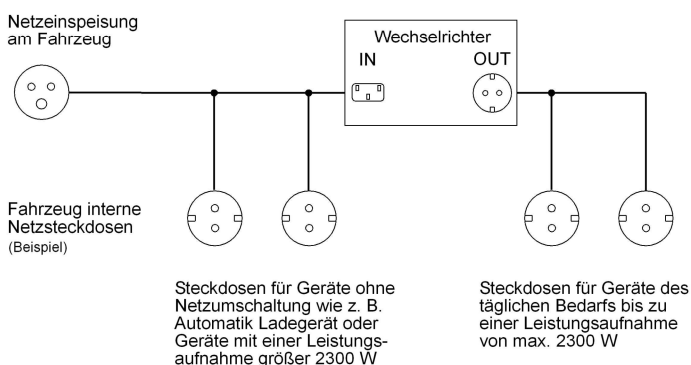 Netzeinspeisung
am Fahrzeug
Wechselrichter
IN
OUT
Fahrzeug interne
Netzsteckdosen
(Beispiel)
Steckdosen für Geräte ohne
Netzumschaltung wie z. B.
Automatik Ladegerät oder
Geräte mit einer Leistungs-
aufnahme größer 2300 W
Steckdosen für Geräte des
täglichen Bedarfs bis zu
einer Leistungsaufnahme
von max. 2300 W